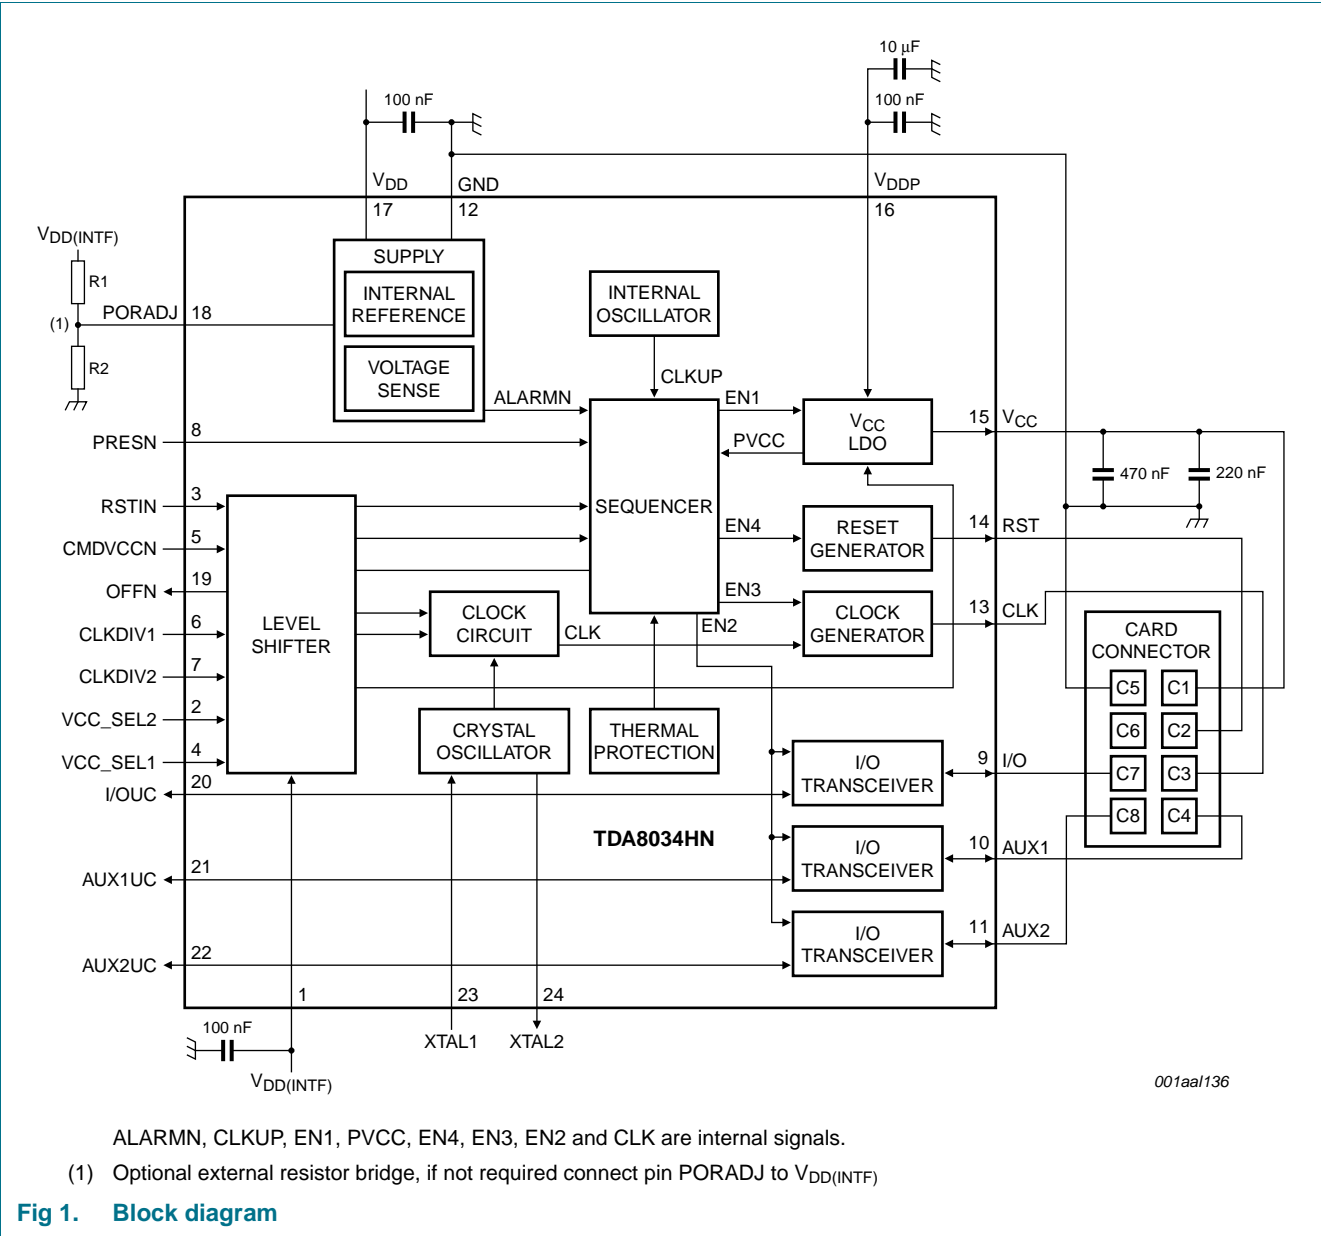 10 μF
100 nF
100 nF
VDD
GND
VDDP
17
12
16
VDD(INTF)
R1
(1)
R2
PORADJ
18
SUPPLY
INTERNAL
REFERENCE
VOLTAGE
SENSE
INTERNAL
OSCILLATOR
CLKUP
ALARMN
EN1
PVCC
VCC
LDO
15
VCC
470 nF
220 nF
PRESN
8
RSTIN
3
CMDVCCN
5
OFFN
19
CLKDIV1
6
CLKDIV2
7
VCC_SEL2
2
VCC_SEL1
4
I/OUC
20
AUX1UC
21
AUX2UC
22
LEVEL
SHIFTER
SEQUENCER
EN4
RESET
GENERATOR
14
RST
EN3
EN2
CLOCK
CIRCUIT
CLK
CLOCK
GENERATOR
13
CLK
CRYSTAL
OSCILLATOR
THERMAL
PROTECTION
CARD
CONNECTOR
C5
C1
C6
C2
C7
C3
C8
C4
I/O
TRANSCEIVER
9
I/O
TDA8034HN
I/O
TRANSCEIVER
10
AUX1
I/O
TRANSCEIVER
11
AUX2
1
23
24
100 nF
XTAL1
XTAL2
VDD(INTF)
001aal136
ALARMN, CLKUP, EN1, PVCC, EN4, EN3, EN2 and CLK are internal signals.
(1) Optional external resistor bridge, if not required connect pin PORADJ to VDD(INTF)
Fig 1. Block diagram